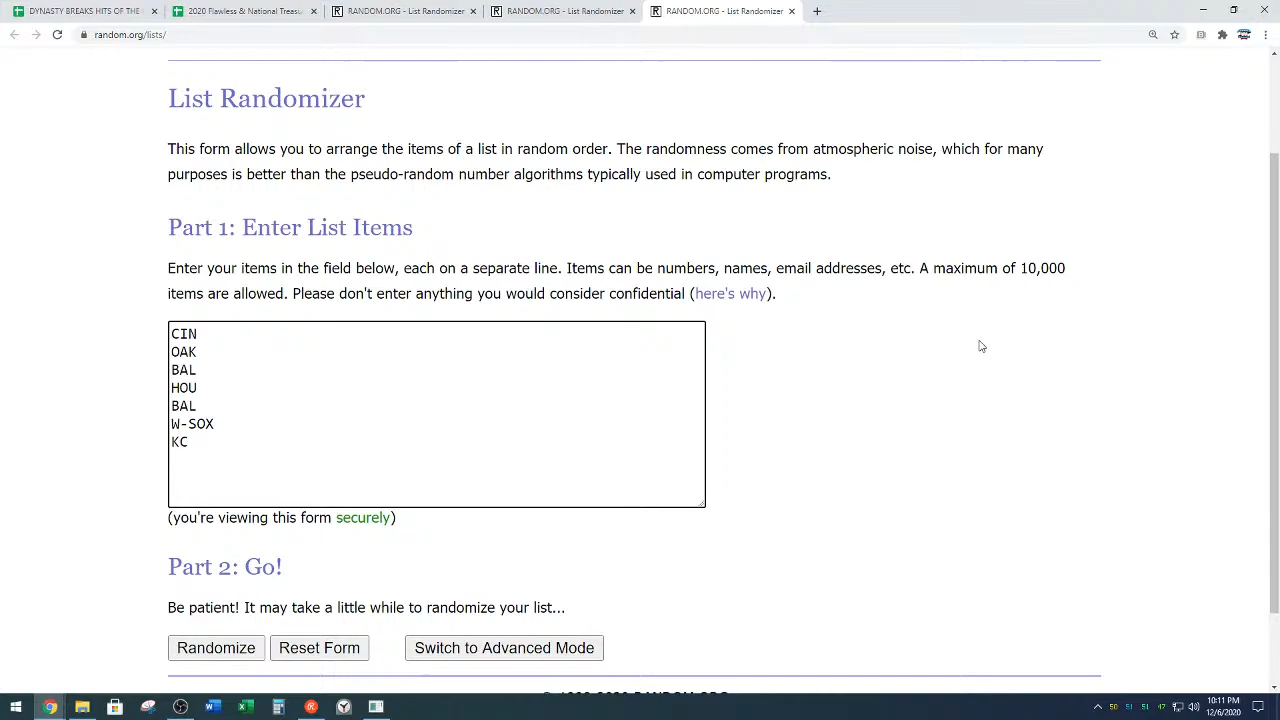 DYNASTY BREAKS HITS OF THE
2020 Flawless & National Treasu
RANDOM.ORG - List Randomizer
RANDOM.ORG - List Randomizer
RANDOM.ORG - List Randomizer
random.org/lists/
List Randomizer
This form allows you to arrange the items of a list in random order. The randomness comes from atmospheric noise, which for many
purposes is better than the pseudo-random number algorithms typically used in computer programs.
Part 1: Enter List Items
Enter your items in the field below, each on a separate line. Items can be numbers, names, email addresses, etc. A maximum of 10,000
items are allowed. Please don't enter anything you would consider confidential (here's why).
CIN
OAK
BAL
HOU
BAL
W-SOX
KC
(you're viewing this form securely)
Part 2: Go!
Be patient! It may take a little while to randomize your list...
Randomize
Reset Form
Switch to Advanced Mode
50 51 51 47
10:11 PM
12/6/2020